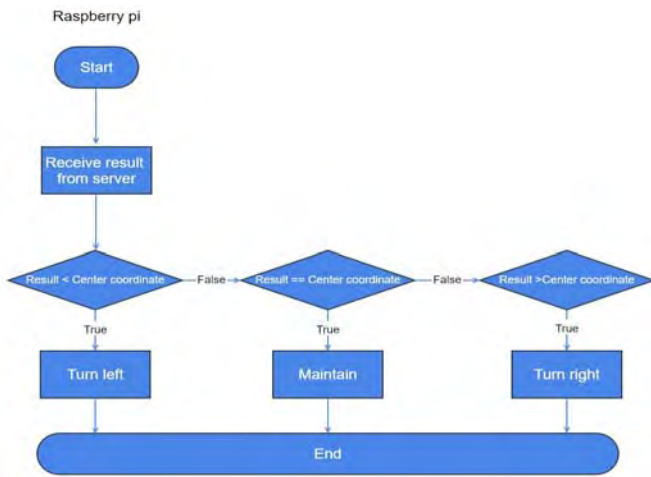 Raspberry pi
Start
Receive result
from server
Result < Center coordinate
False
Result == Center coordinate
False
Result >Center coordinate
True
True
True
Turn left
Maintain
Turn right
End